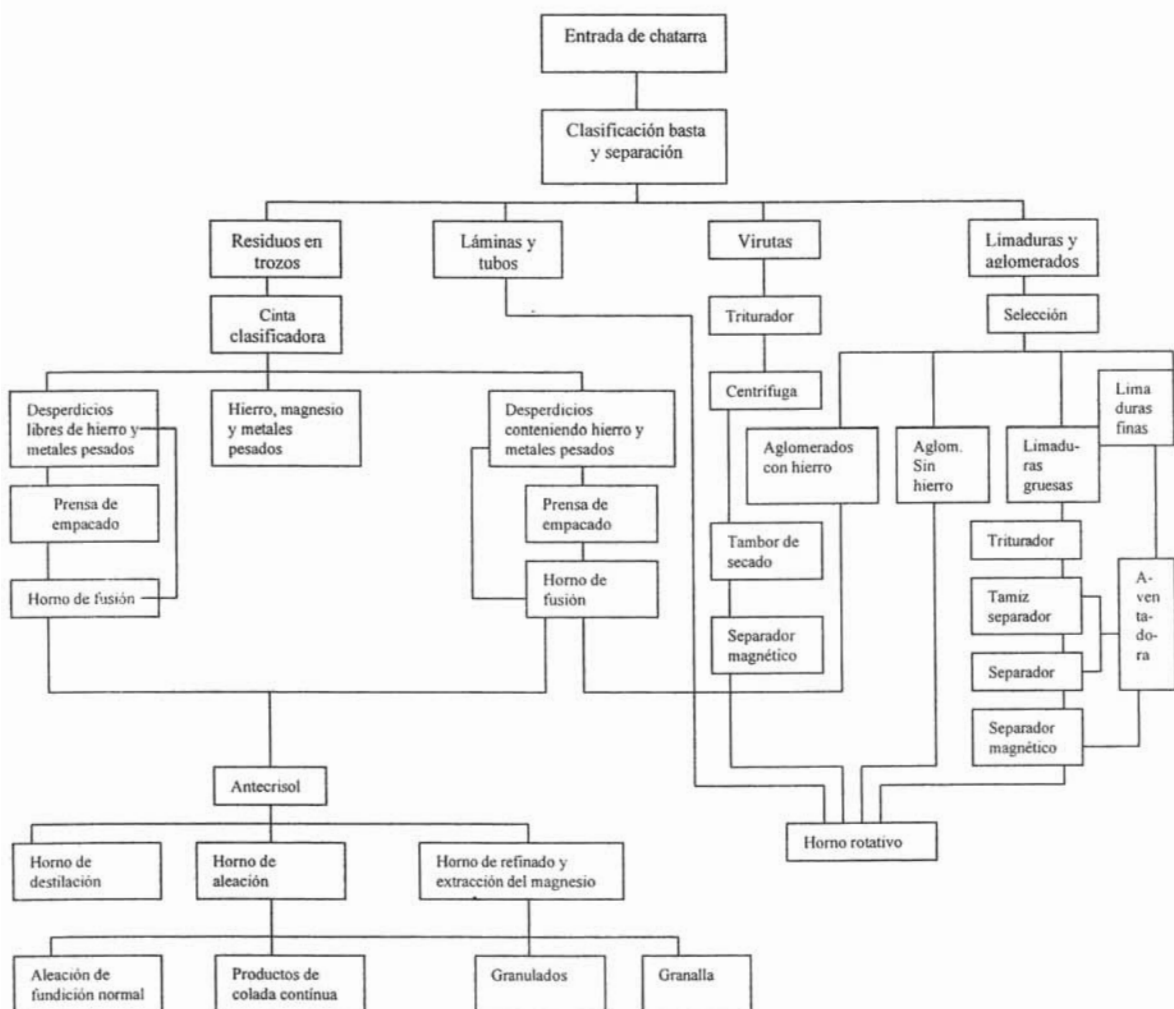 Entrada de chatarra
Clasificación basta
y separación
Residuos en
trozos
Láminas y
tubos
Virutas
Limaduras y
aglomerados
Cinta
clasificadora
Triturador
Selección
Desperdicios
libres de hierro y
metales pesados
Hierro, magnesio
y metales
pesados
Desperdicios
conteniendo hierro y
metales pesados
Centrífuga
Aglomerados
con hierro
Aglom.
Sin
hierro
Limadu-
ras
gruesas
Lima
duras
finas
Prensa de
empacado
Prensa de
empacado
Tambor de
secado
Triturador
Horno de fusión
Horno de
fusión
Tamiz
separador
A-
ven
ta-
do-
ra
Separador
magnético
Separador
Separador
magnético
Antecrisol
Horno rotativo
Horno de
destilación
Horno de
aleación
Horno de refinado y
extracción del magnesio
Aleación de
fundición normal
Productos de
colada contínua
Granulados
Granalla